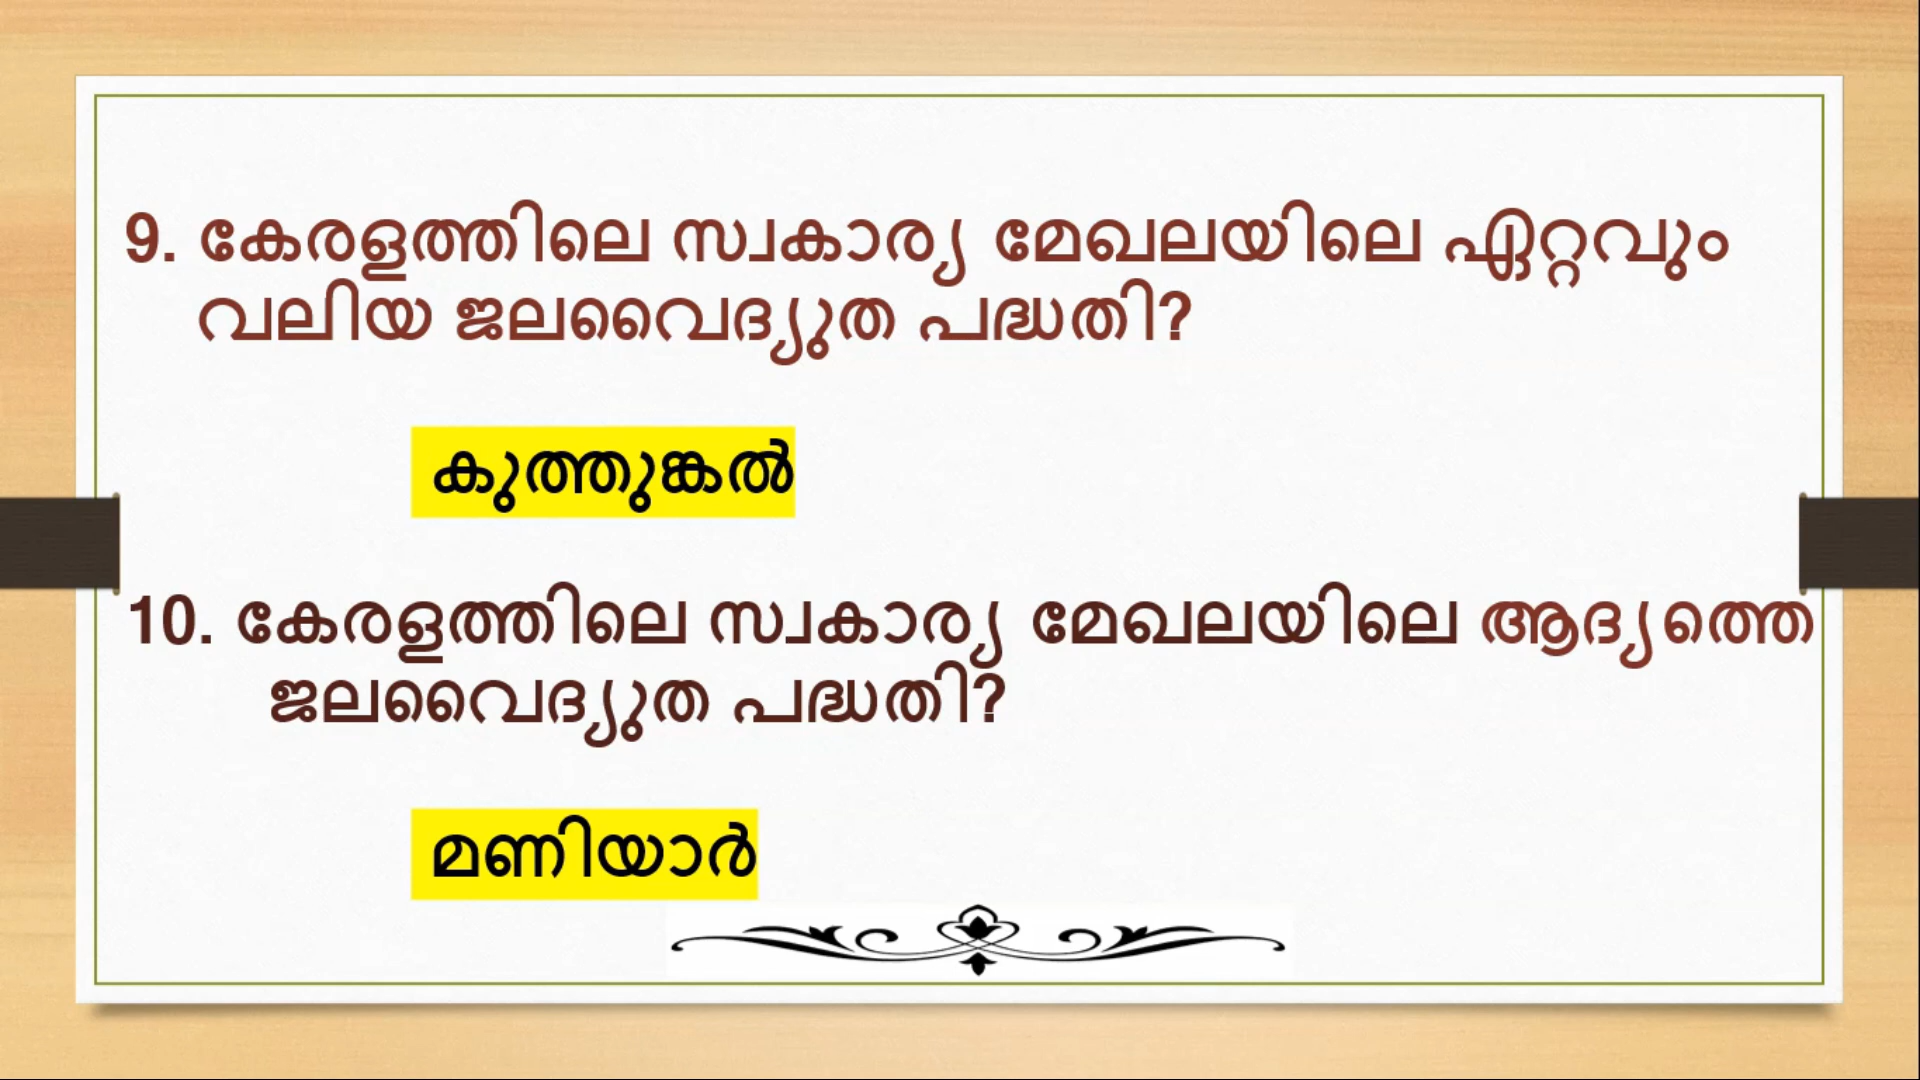 9. കേരളത്തിലെ സ്വകാര്യ മേഖലയിലെ ഏറ്റവും
വലിയ ജലവൈദ്യുത പദ്ധതി?
കുത്തുങ്കൽ
10. കേരളത്തിലെ സ്വകാര്യ മേഖലയിലെ ആദ്യത്തെ
ജലവൈദ്യുത പദ്ധതി?
മണിയാർ